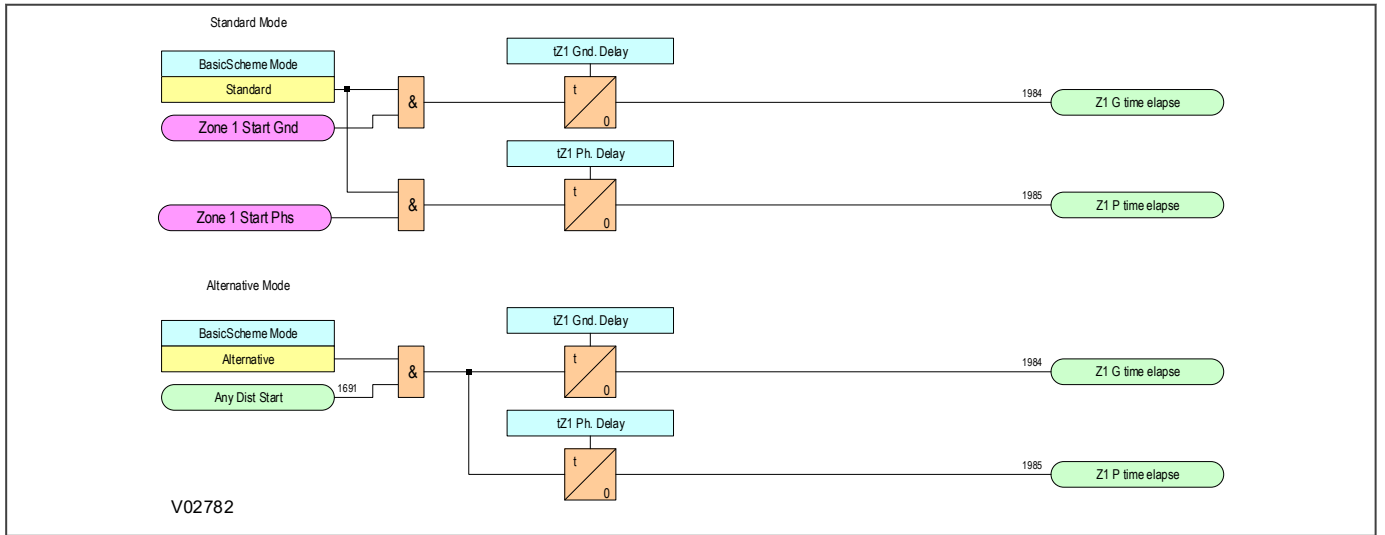 Standard Mode
BasicScheme Mode
Standard
Zone 1 Start Gnd
&
tZ1 Gnd. Delay
t
0
1984
Z1 G time elapse
Zone 1 Start Phs
&
tZ1 Ph. Delay
t
0
1985
Z1 P time elapse
Alternative Mode
BasicScheme Mode
Alternative
Any Dist Start
1691
&
tZ1 Gnd. Delay
t
0
1984
Z1 G time elapse
tZ1 Ph. Delay
t
0
1985
Z1 P time elapse
V02782